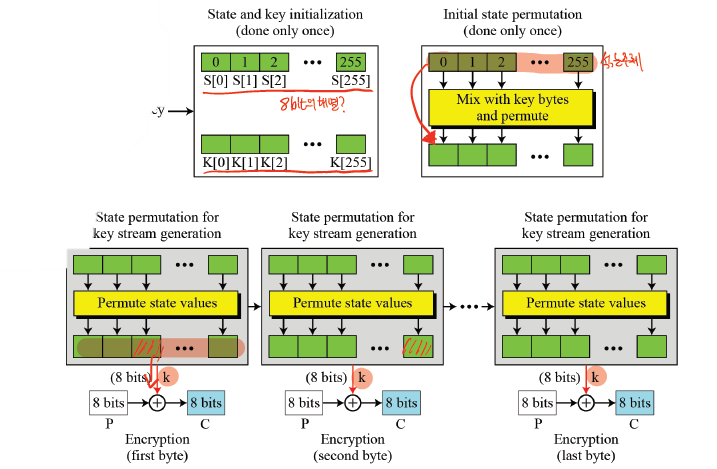 State and key initialization
(done only once)
Initial state permutation
(done only once)
0 1 2 ••• 255
S[0] S[1] S[2] S[255]
8bit의 배열?
K[0] K[1] K[2] K[255]
0 1 2 ••• 255
Mix with key bytes
and permute
State permutation for
key stream generation
Permute state values
(8 bits) k
8 bits 8 bits
P C
Encryption
(first byte)
State permutation for
key stream generation
Permute state values
(8 bits) k
8 bits 8 bits
P C
Encryption
(second byte)
State permutation for
key stream generation
Permute state values
(8 bits) k
8 bits 8 bits
P C
Encryption
(last byte)